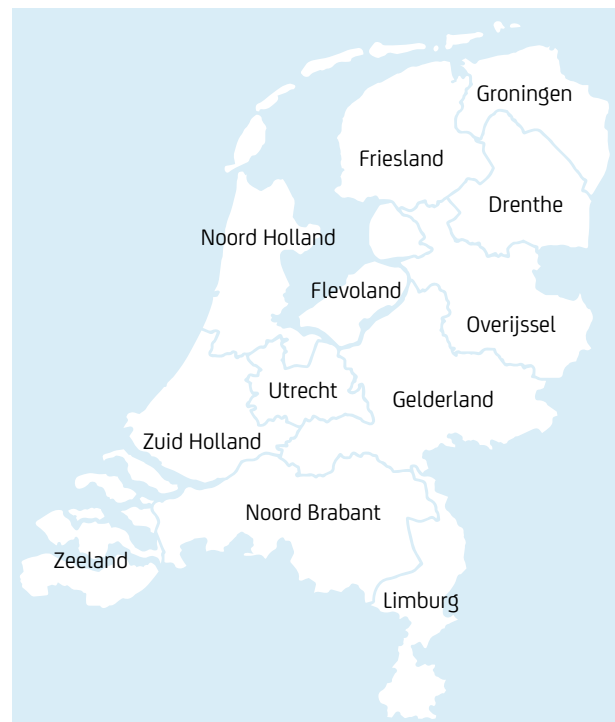 Groningen
Friesland
Drenthe
Noord Holland
Flevoland
Overijssel
Utrecht
Gelderland
Zuid Holland
Noord Brabant
Zeeland
Limburg